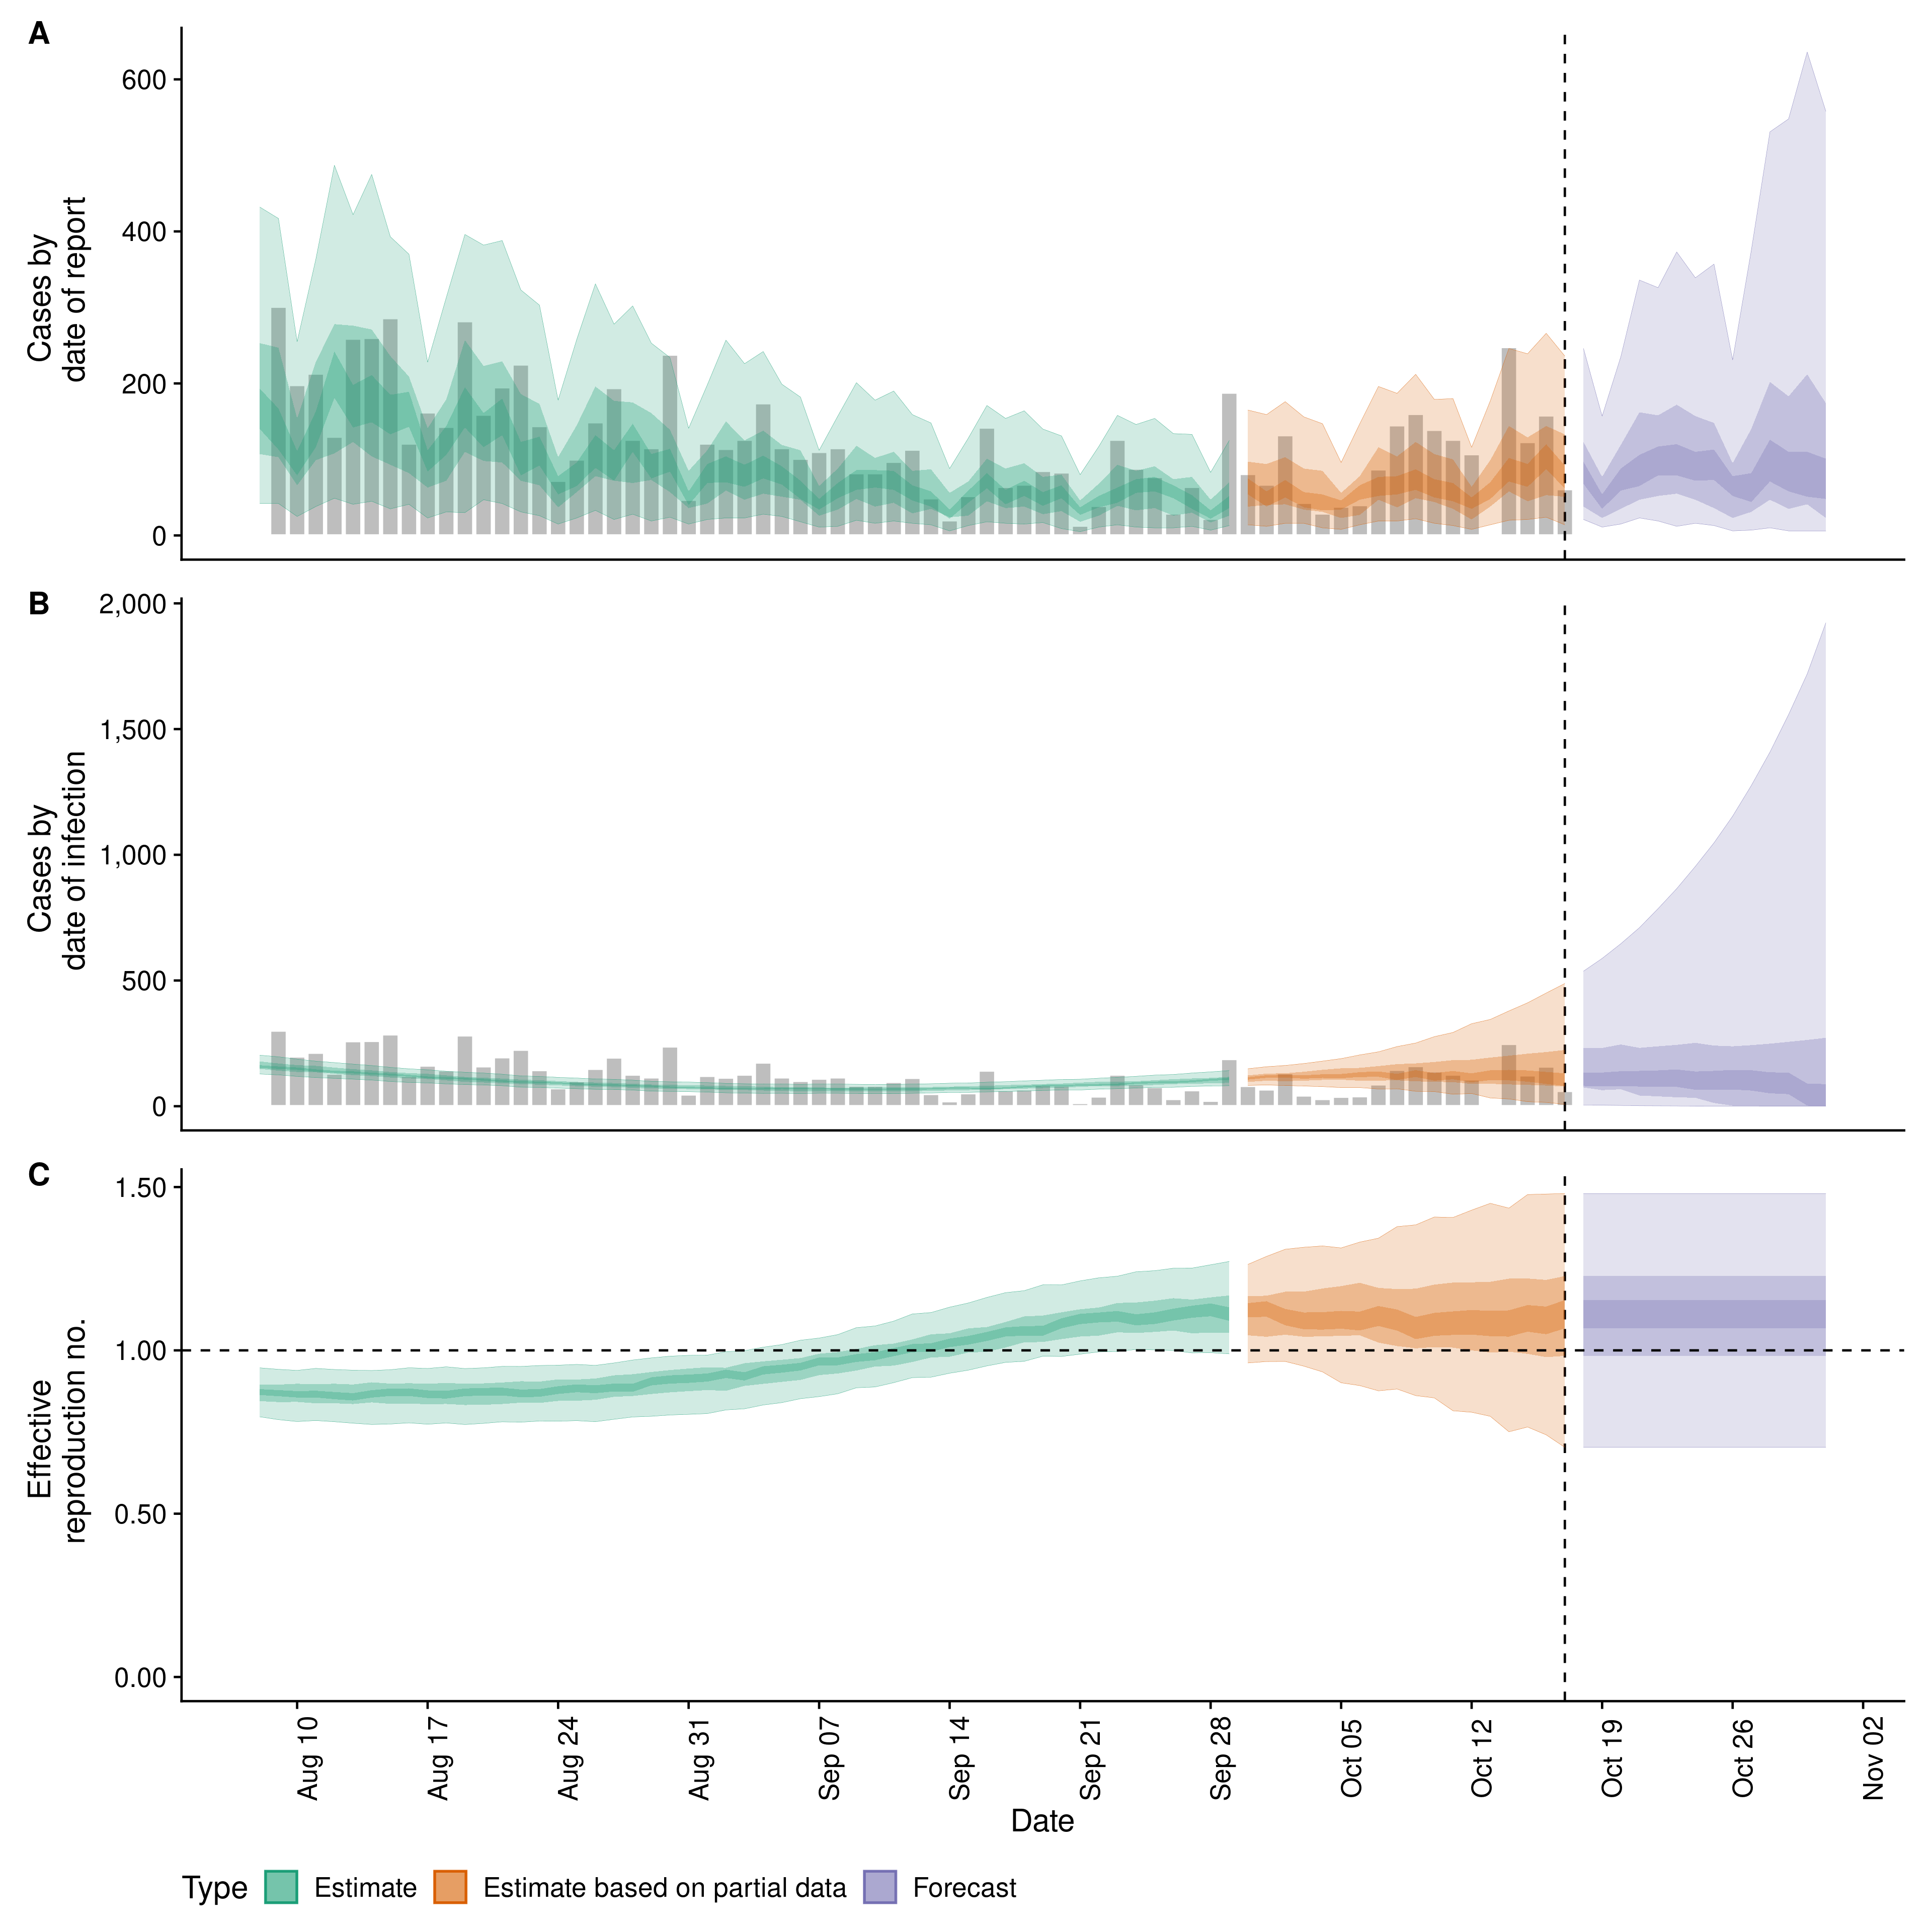 A
600
400
200
0
Cases by
date of report
B
2,000
1,500
1,000
500
0
Cases by
date of infection
C
1.50
1.00
0.50
0.00
Effective
reproduction no.
Aug 10
Aug 17
Aug 24
Aug 31
Sep 07
Sep 14
Sep 21
Sep 28
Oct 05
Oct 12
Oct 19
Oct 26
Nov 02
Date
Type Estimate Estimate based on partial data Forecast